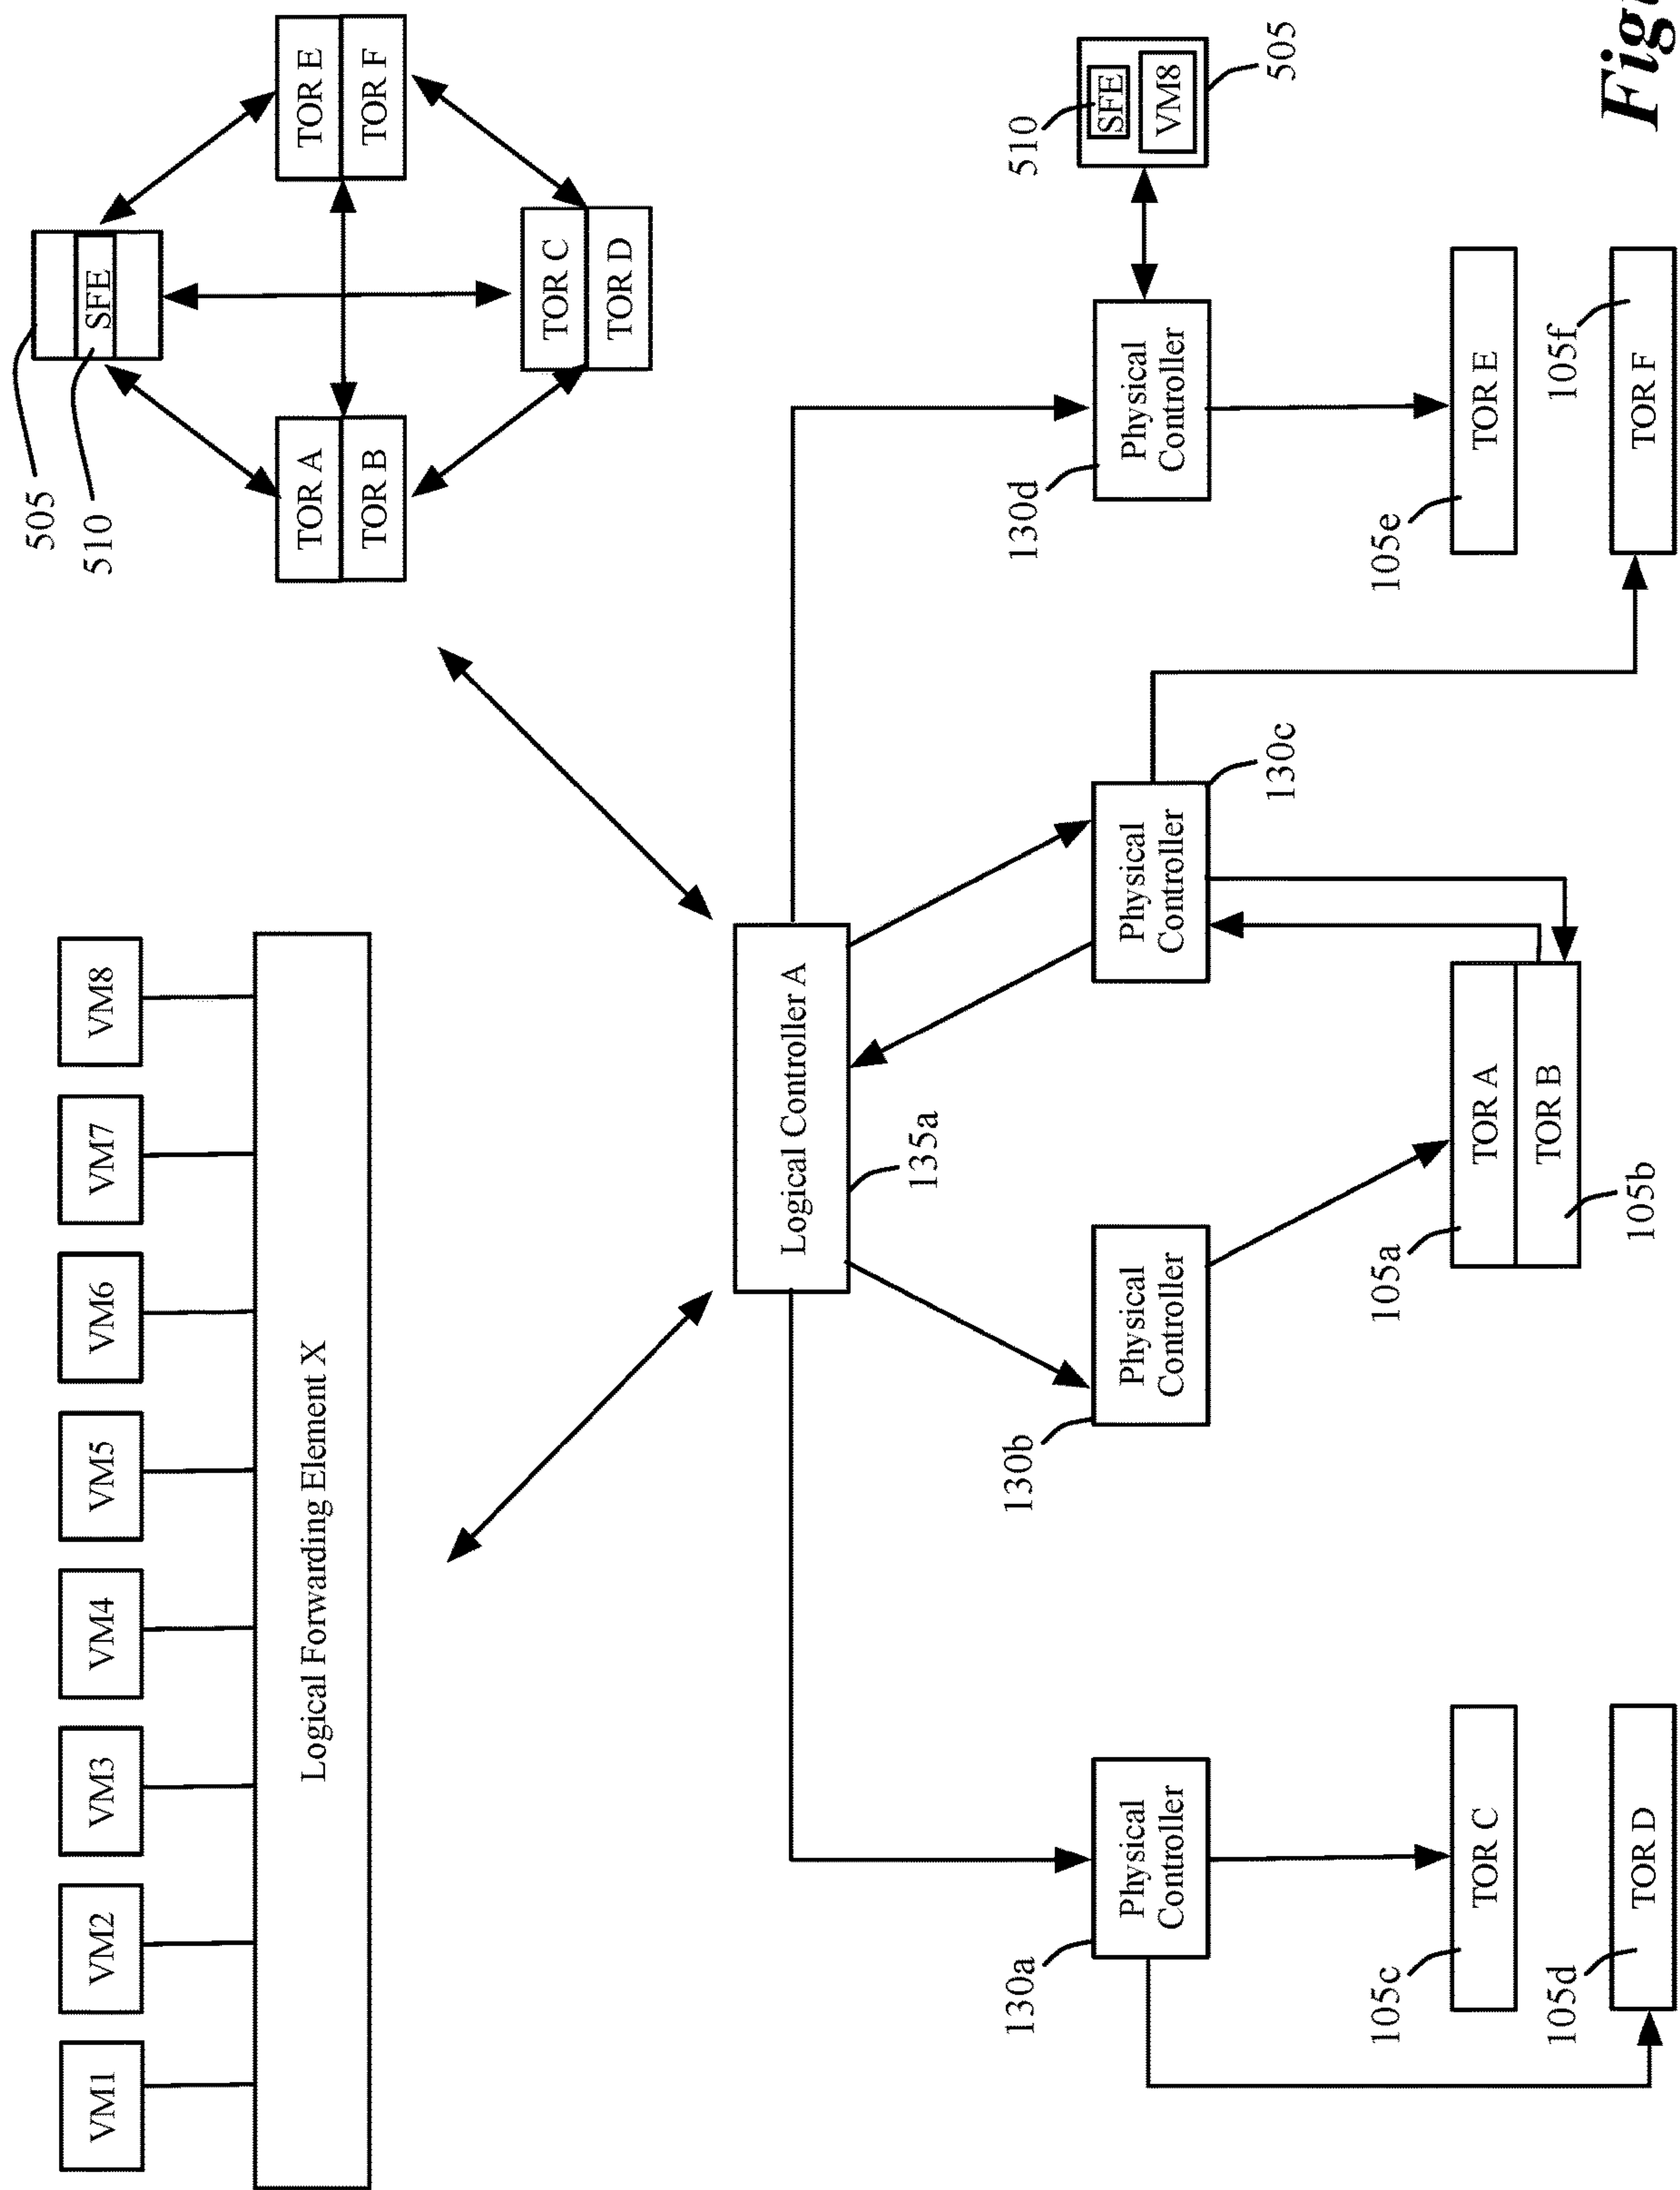 VM1
VM2
VM3
VM4
VM5
VM6
VM7
VM8
Logical Forwarding Element X
505
510
SFE
TOR A
TOR B
TOR E
TOR F
TOR C
TOR D
Logical Controller A
135a
130a
Physical
Controller
130b
Physical
Controller
Physical
Controller
130c
130d
Physical
Controller
510
SFE
VM8
505
105c
TOR C
105d
TOR D
105a
TOR A
TOR B
105b
105e
TOR E
105f
TOR F